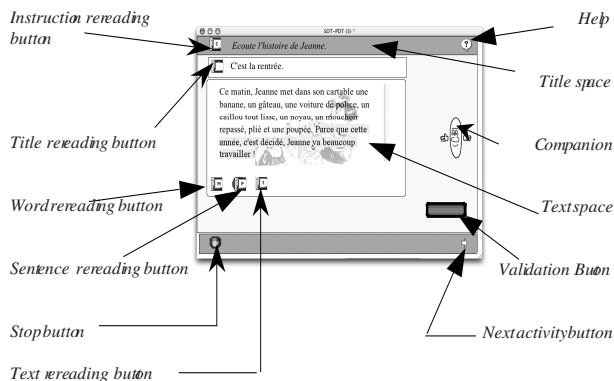 Instruction rereading
button
Help
SDT-PDT (3) *
Ecoute l'histoire de Jeanne.
?
C'est la rentrée.
Title space
Ce matin, Jeanne met dans son cartable une
banane, un gâteau, une voiture de police, un
caillou tout lisse, un noyau, un mouchoir
repassé, plié et une poupée. Parce que cette
année, c'est décidé, Jeanne va beaucoup
travailler !
Title rereading button
Companion
M
P
T
Word rereading button
Text space
Sentence rereading button
Validation Button
Stop button
Next activity button
Text rereading button